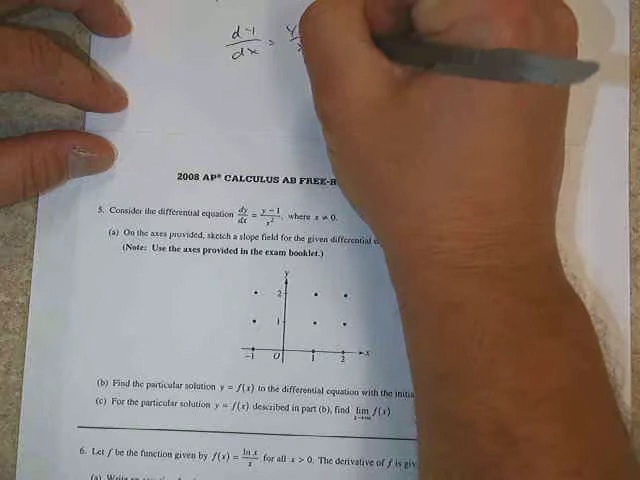 dy/dx = y
2008 AP® CALCULUS AB FREE-R
5. Consider the differential equation dy/dx = (y − 1)/x², where x ≠ 0.
(a) On the axes provided, sketch a slope field for the given differential
(Note: Use the axes provided in the exam booklet.)
y
2
1
−1 O 1 2 x
(b) Find the particular solution y = f(x) to the differential equation with the initia
(c) For the particular solution y = f(x) described in part (b), find lim x→∞ f(x)
6. Let f be the function given by f(x) = ln x/x for all x > 0. The derivative of f is giv
(a) Write an